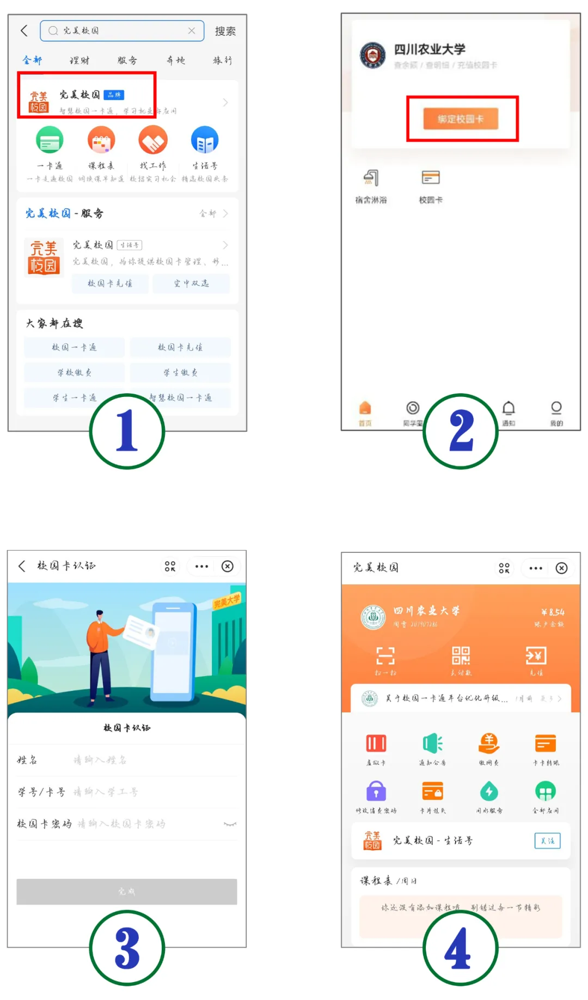 完美校园
搜索
全部 理财 服务 本地 旅行
完美校园 品牌
完美校园
智慧校园一卡通，学习就业好应用
一卡通 课程表 找工作 生活号
一卡走遍校园 调换课早知道 校招实习机会 精选校园头条
完美校园-服务 全部
完美校园 生活号
完美校园
完美校园，为你提供校园卡管理、移...
校园卡充值 空中双选
大家都在搜
校园一卡通 校园卡充值
学校缴费 学生缴费
学生一卡通 智慧校园一卡通
1
四川农业大学
查余额 / 查明细 / 充值校园卡
绑定校园卡
宿舍淋浴 校园卡
首页 同学圈 通知 我的
2
校园卡认证
完美大学
校园卡认证
姓名 请输入姓名
学号/卡号 请输入学工号
校园卡密码 请输入校园卡密码
完成
3
完美校园
四川农业大学 ¥8.54
201907286 账户余额
扫一扫 支付款 充值
关于校园一卡通平台优化升级... 1月前 更多
虚拟卡 通知公告 缴网费 卡卡转账
修改消费密码 卡片挂失 用水服务 全部应用
完美校园
完美校园-生活号 关注
课程表 /周日
你还没有添加课程哦，别错过每一节精彩
4